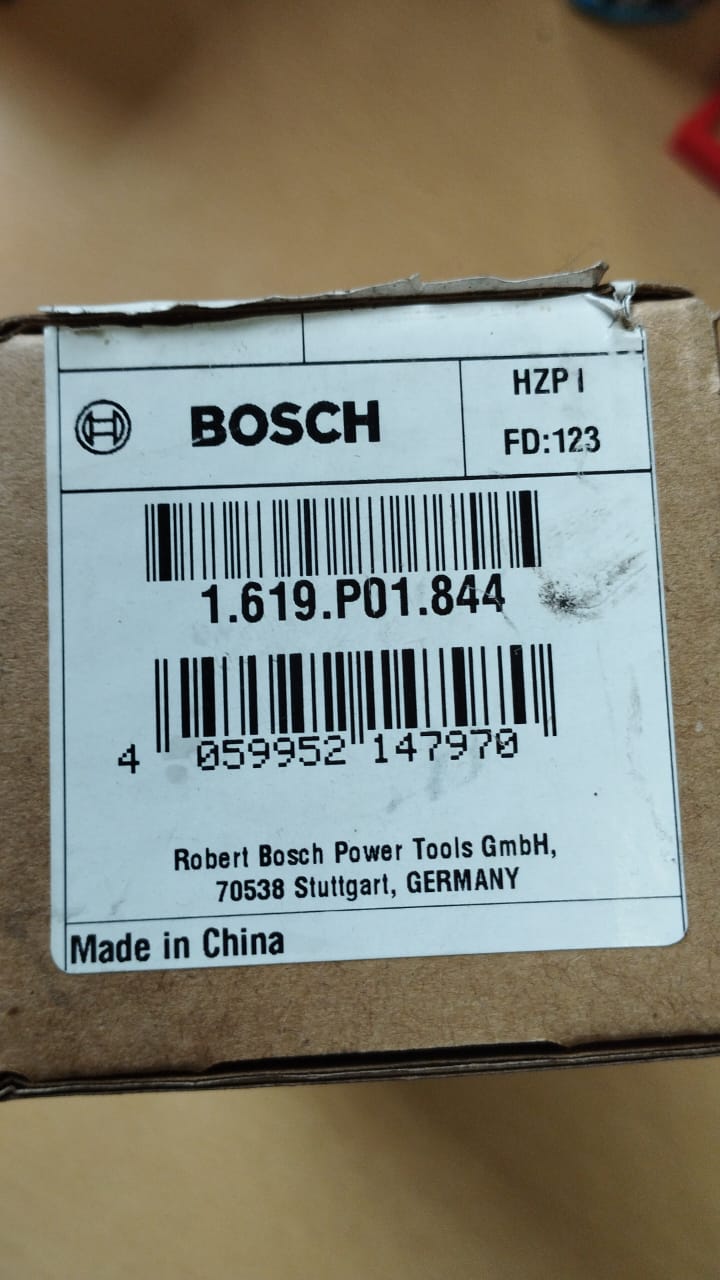 BOSCH
HZP I
FD:123
1.619.P01.844
4 059952 147970
Robert Bosch Power Tools GmbH,
70538 Stuttgart, GERMANY
Made in China